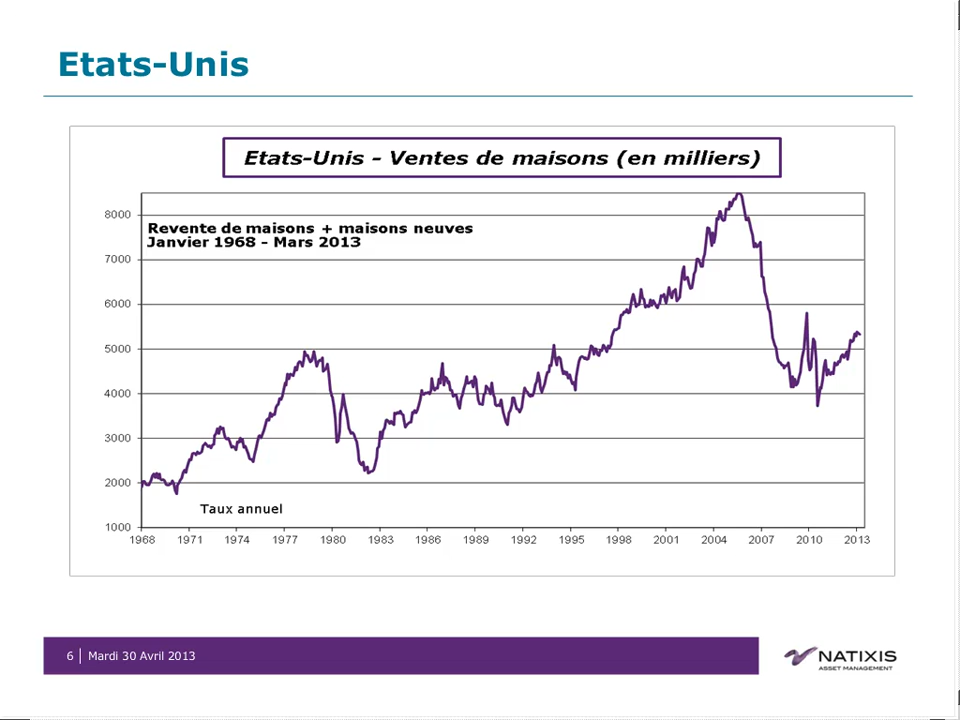 Etats-Unis
Etats-Unis - Ventes de maisons (en milliers)
8000
Revente de maisons + maisons neuves
Janvier 1968 - Mars 2013
7000
6000
5000
4000
3000
2000
Taux annuel
1000
1968 1971 1974 1977 1980 1983 1986 1989 1992 1995 1998 2001 2004 2007 2010 2013
6 Mardi 30 Avril 2013
NATIXIS
ASSET MANAGEMENT